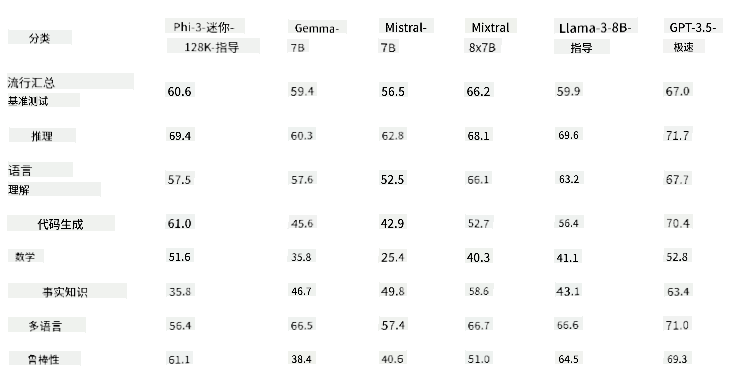 分类 Phi-3-迷你-128K-指导 Gemma-7B Mistral-7B Mixtral 8x7B Llama-3-8B-指导 GPT-3.5-极速
流行汇总 基准测试 60.6 59.4 56.5 66.2 59.9 67.0
推理 69.4 60.3 62.8 68.1 69.6 71.7
语言 理解 57.5 57.6 52.5 66.1 63.2 67.7
代码生成 61.0 45.6 42.9 52.7 56.4 70.4
数学 51.6 35.8 25.4 40.3 41.1 52.8
事实知识 35.8 46.7 49.8 58.6 43.1 63.4
多语言 56.4 66.5 57.4 66.7 66.6 71.0
鲁棒性 61.1 38.4 40.6 51.0 64.5 69.3